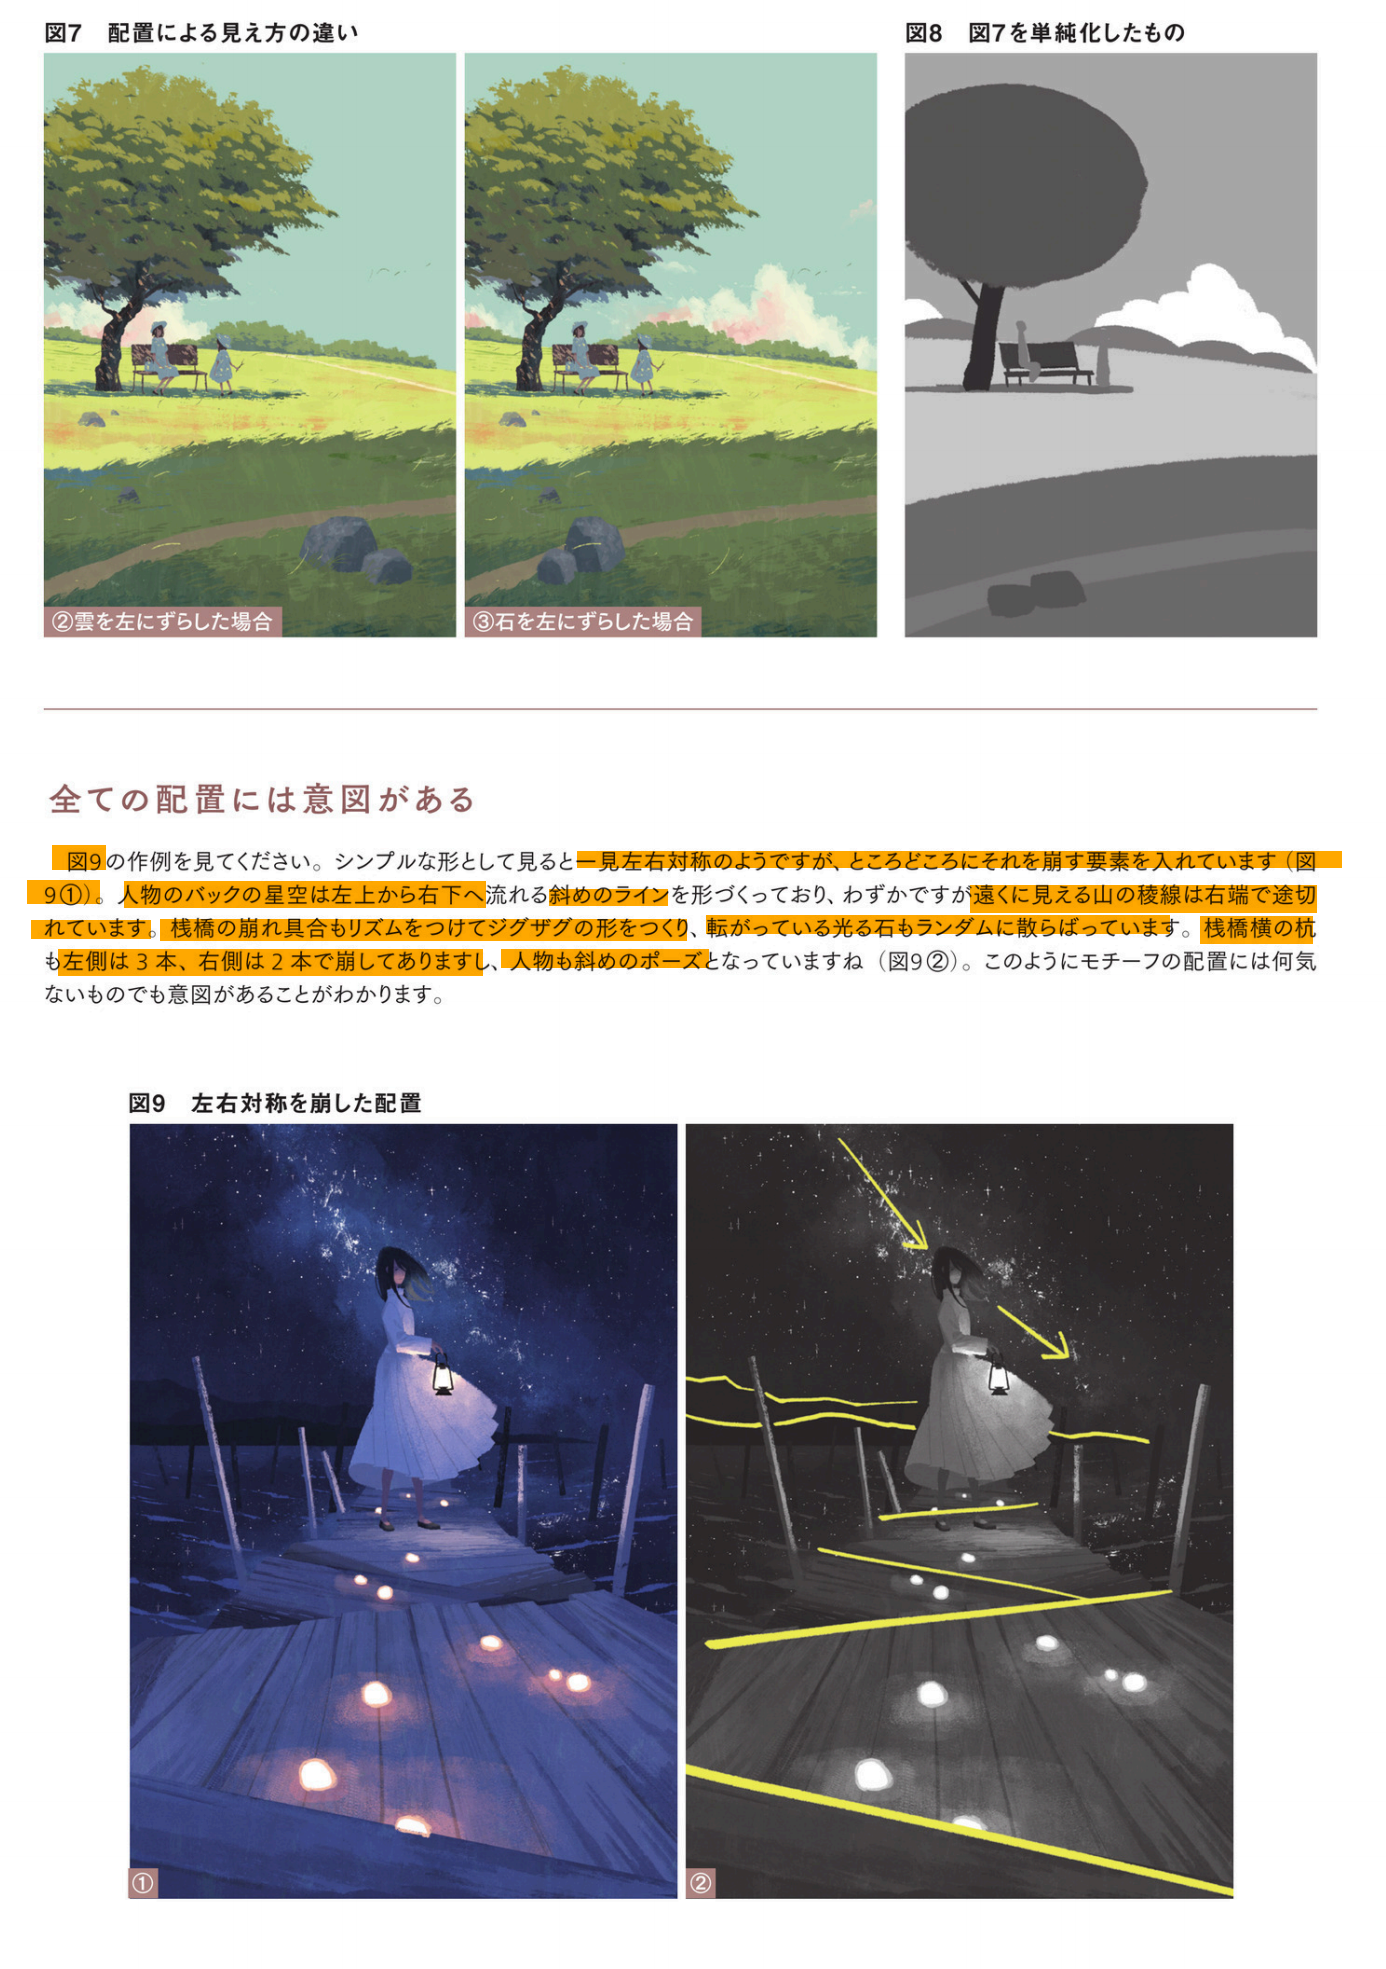 図7　配置による見え方の違い
図8　図7を単純化したもの
②雲を左にずらした場合
③石を左にずらした場合
全ての配置には意図がある
図9の作例を見てください。シンプルな形として見ると一見左右対称のようですが、ところどころにそれを崩す要素を入れています（図
9①）。人物のバックの星空は左上から右下へ流れる斜めのラインを形づくっており、わずかですが遠くに見える山の稜線は右端で途切
れています。桟橋の崩れ具合もリズムをつけてジグザグの形をつくり、転がっている光る石もランダムに散らばっています。桟橋横の杭
も左側は 3 本、右側は 2 本で崩してありますし、人物も斜めのポーズとなっていますね（図9②）。このようにモチーフの配置には何気
ないものでも意図があることがわかります。
図9　左右対称を崩した配置
①
②